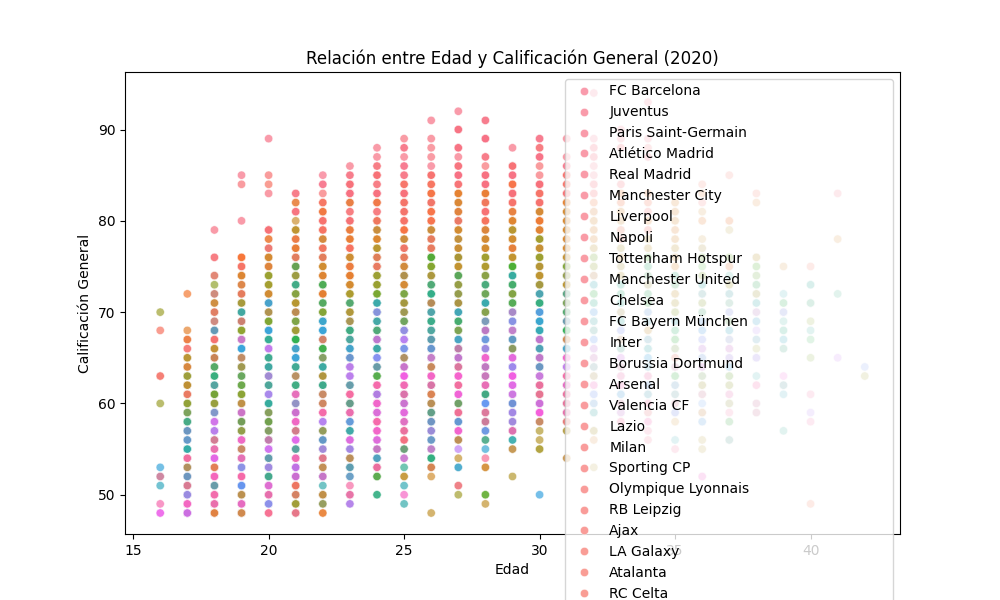 Relación entre Edad y Calificación General (2020)
Calificación General
90
80
70
60
50
15
20
25
30
35
40
Edad
FC Barcelona
Juventus
Paris Saint-Germain
Atlético Madrid
Real Madrid
Manchester City
Liverpool
Napoli
Tottenham Hotspur
Manchester United
Chelsea
FC Bayern München
Inter
Borussia Dortmund
Arsenal
Valencia CF
Lazio
Milan
Sporting CP
Olympique Lyonnais
RB Leipzig
Ajax
LA Galaxy
Atalanta
RC Celta